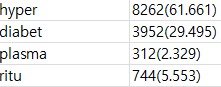 hyper 8262(61.661)
diabet 3952(29.495)
plasma 312(2.329)
ritu 744(5.553)